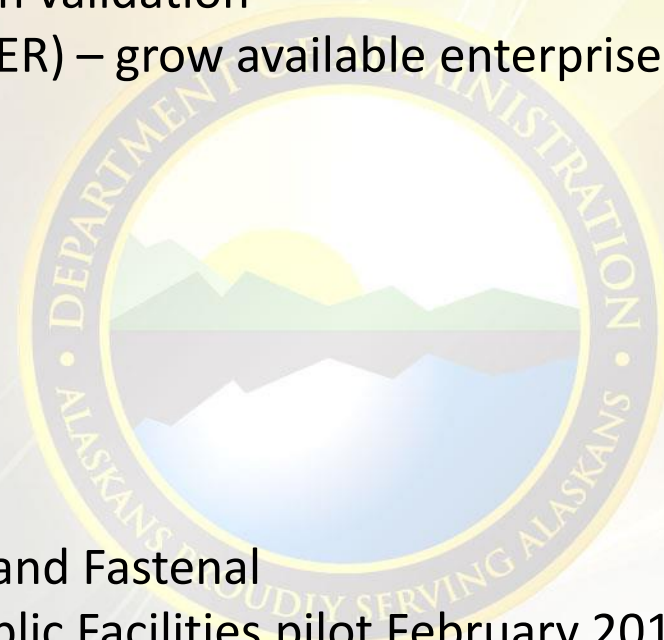 n validation
ER) – grow available enterprise
DEPARTMENT OF ADMINISTRATION
ALASKANS PROUDLY SERVING ALASKANS
and Fastenal
blic Facilities pilot February 201